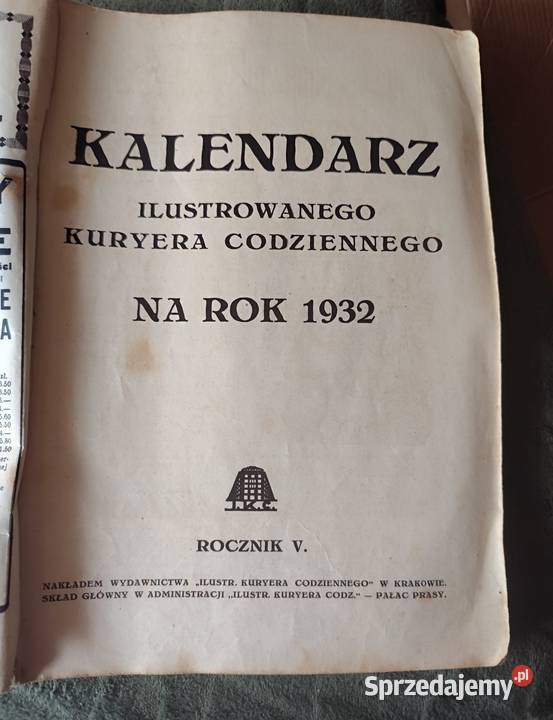 KALENDARZ
ILUSTROWANEGO
KURYERA CODZIENNEGO
NA ROK 1932
I.K.C.
ROCZNIK V.
NAKŁADEM WYDAWNICTWA „ILUSTR. KURYERA CODZIENNEGO" W KRAKOWIE.
SKŁAD GŁÓWNY W ADMINISTRACJI „ILUSTR. KURYERA CODZ." — PAŁAC PRASY.
Sprzedajemy.pl